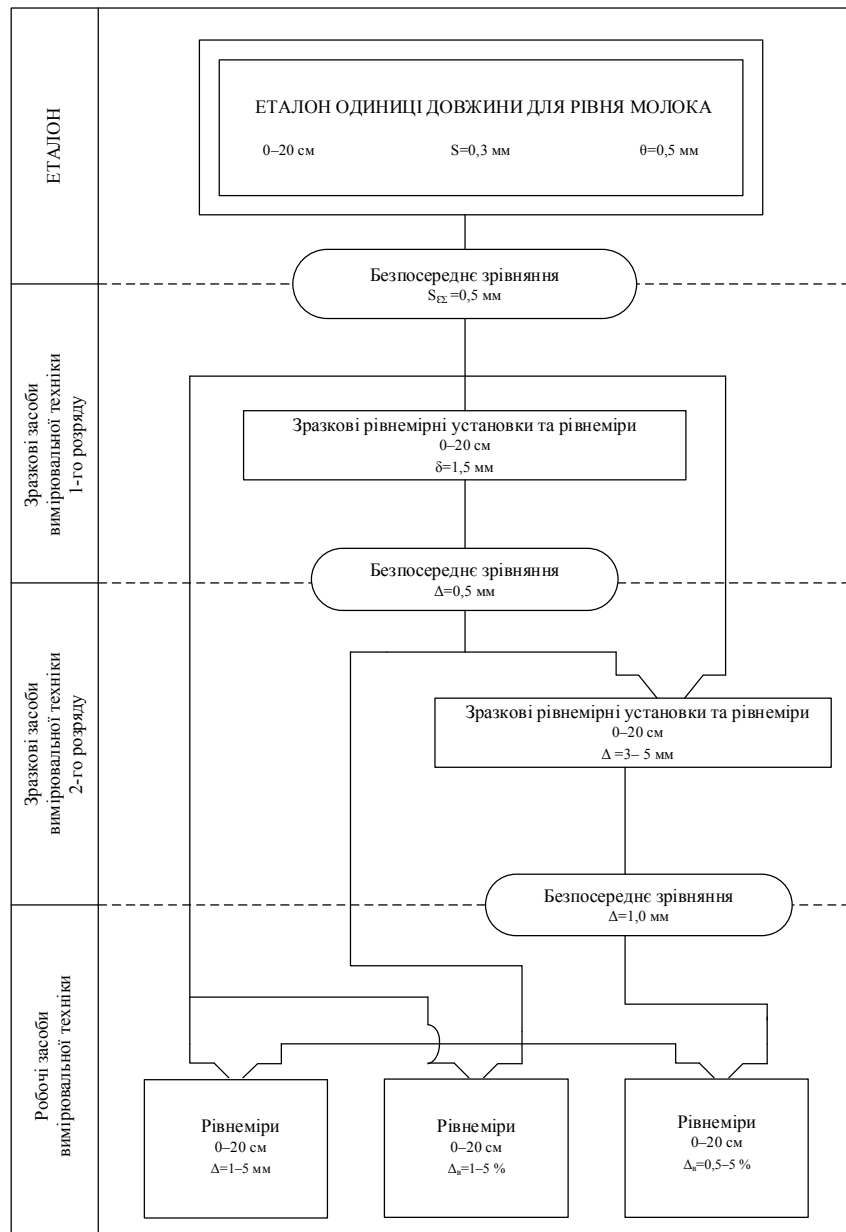 ЕТАЛОН
ЕТАЛОН ОДИНИЦІ ДОВЖИНИ ДЛЯ РІВНЯ МОЛОКА
0–20 см S=0,3 мм θ=0,5 мм
Безпосереднє зрівняння
S_εΣ =0,5 мм
Зразкові засоби
вимірювальної техніки
1-го розряду
Зразкові рівнемірні установки та рівнеміри
0–20 см
δ=1,5 мм
Безпосереднє зрівняння
Δ=0,5 мм
Зразкові засоби
вимірювальної техніки
2-го розряду
Зразкові рівнемірні установки та рівнеміри
0–20 см
Δ =3– 5 мм
Безпосереднє зрівняння
Δ=1,0 мм
Робочі засоби
вимірювальної техніки
Рівнеміри
0–20 см
Δ=1–5 мм
Рівнеміри
0–20 см
Δв=1–5 %
Рівнеміри
0–20 см
Δв=0,5–5 %